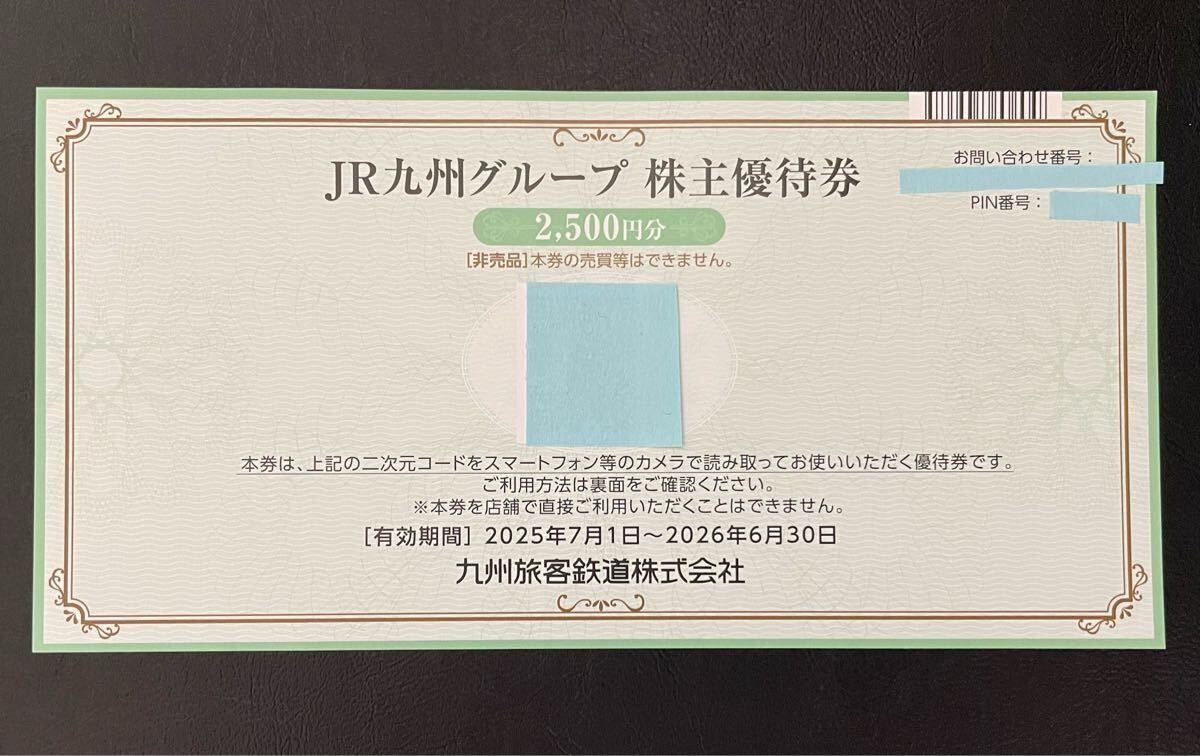 お問い合わせ番号：
PIN番号：
JR九州グループ 株主優待券
2,500円分
[非売品]本券の売買等はできません。
本券は、上記の二次元コードをスマートフォン等のカメラで読み取ってお使いいただく優待券です。
ご利用方法は裏面をご確認ください。
※本券を店舗で直接ご利用いただくことはできません。
[有効期間] 2025年7月1日～2026年6月30日
九州旅客鉄道株式会社